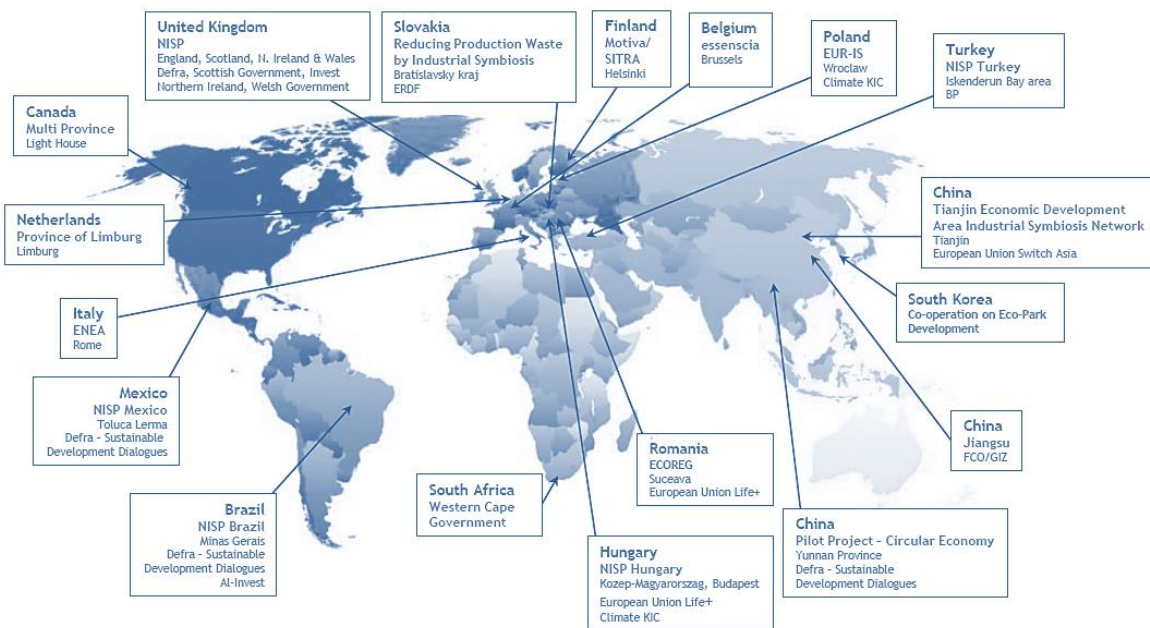 United Kingdom
NISP
England, Scotland, N. Ireland & Wales
Defra, Scottish Government, Invest
Northern Ireland, Welsh Government
Slovakia
Reducing Production Waste
by Industrial Symbiosis
Bratislavsky kraj
ERDF
Finland
Motiva/
SITRA
Helsinki
Belgium
essenscia
Brussels
Poland
EUR-IS
Wroclaw
Climate KIC
Turkey
NISP Turkey
Iskenderun Bay area
BP
Canada
Multi Province
Light House
Netherlands
Province of Limburg
Limburg
China
Tianjin Economic Development
Area Industrial Symbiosis Network
Tianjin
European Union Switch Asia
Italy
ENEA
Rome
South Korea
Co-operation on Eco-Park
Development
Mexico
NISP Mexico
Toluca Lerma
Defra – Sustainable
Development Dialogues
China
Jiangsu
FCO/GIZ
Romania
ECOREG
Suceava
European Union Life+
South Africa
Western Cape
Government
Brazil
NISP Brazil
Minas Gerais
Defra – Sustainable
Development Dialogues
Al-Invest
China
Pilot Project – Circular Economy
Yunnan Province
Defra – Sustainable
Development Dialogues
Hungary
NISP Hungary
Kozep-Magyarorszag, Budapest
European Union Life+
Climate KIC